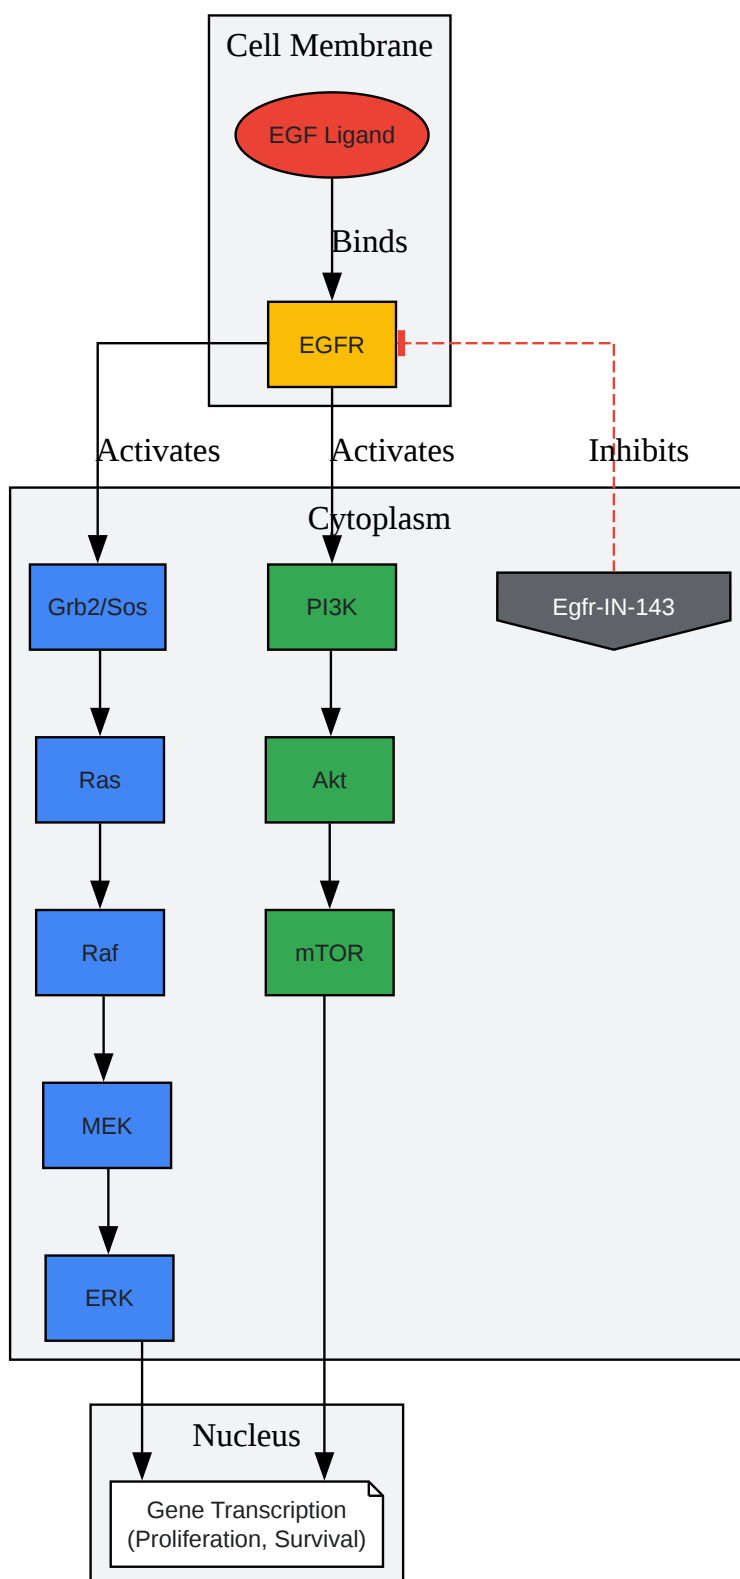 Cell Membrane
EGF Ligand
Binds
EGFR
Activates
Activates
Inhibits
Cytoplasm
Grb2/Sos
PI3K
Egfr-IN-143
Ras
Akt
Raf
mTOR
MEK
ERK
Nucleus
Gene Transcription
(Proliferation, Survival)